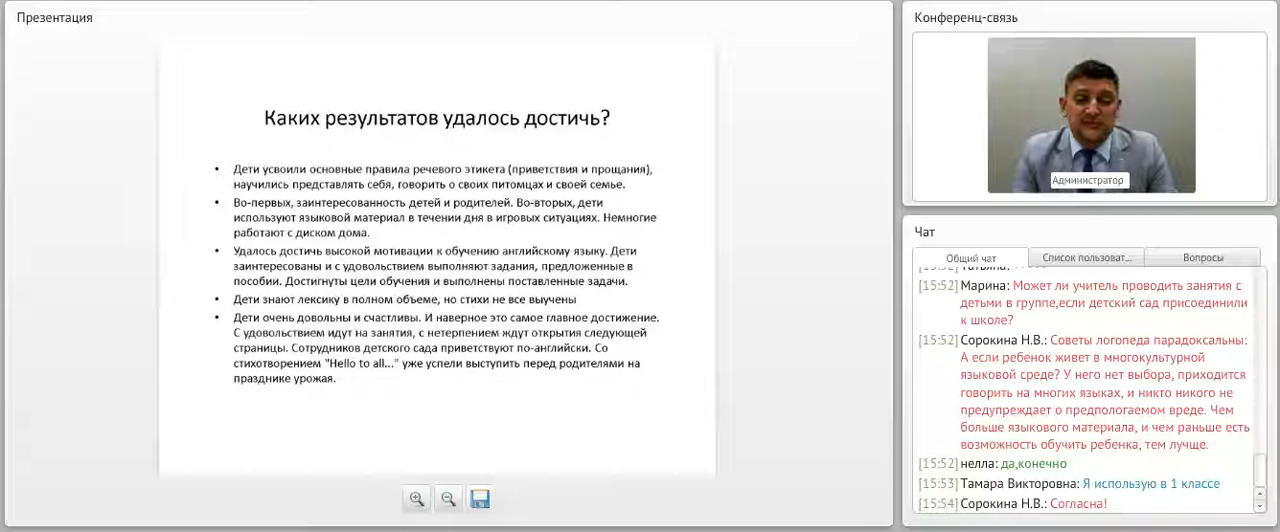 Презентация
Каких результатов удалось достичь?
• Дети усвоили основные правила речевого этикета (приветствия и прощания),
научились представлять себя, говорить о своих питомцах и своей семье.
• Во-первых, заинтересованность детей и родителей. Во-вторых, дети
используют языковой материал в течении дня в игровых ситуациях. Немногие
работают с диском дома.
• Удалось достичь высокой мотивации к обучению английскому языку. Дети
заинтересованы и с удовольствием выполняют задания, предложенные в
пособии. Достигнуты цели обучения и выполнены поставленные задачи.
• Дети знают лексику в полном объеме, но стихи не все выучены
• Дети очень довольны и счастливы. И наверное это самое главное достижение.
С удовольствием идут на занятия, с нетерпением ждут открытия следующей
страницы. Сотрудников детского сада приветствуют по-английски. Со
стихотворением "Hello to all..." уже успели выступить перед родителями на
празднике урожая.
Конференц-связь
Администратор
Чат
Общий чат
Список пользоват...
Вопросы
[15:52] Татьяна:
[15:52] Марина: Может ли учитель проводить занятия с
детьми в группе,если детский сад присоединили
к школе?
[15:52] Сорокина Н.В.: Советы логопеда парадоксальны:
А если ребенок живет в многокультурной
языковой среде? У него нет выбора, приходится
говорить на многих языках, и никто никого не
предупреждает о предпологаемом вреде. Чем
больше языкового материала, и чем раньше есть
возможность обучить ребенка, тем лучше.
[15:52] нелла: да,конечно
[15:53] Тамара Викторовна: Я использую в 1 классе
[15:54] Сорокина Н.В.: Согласна!